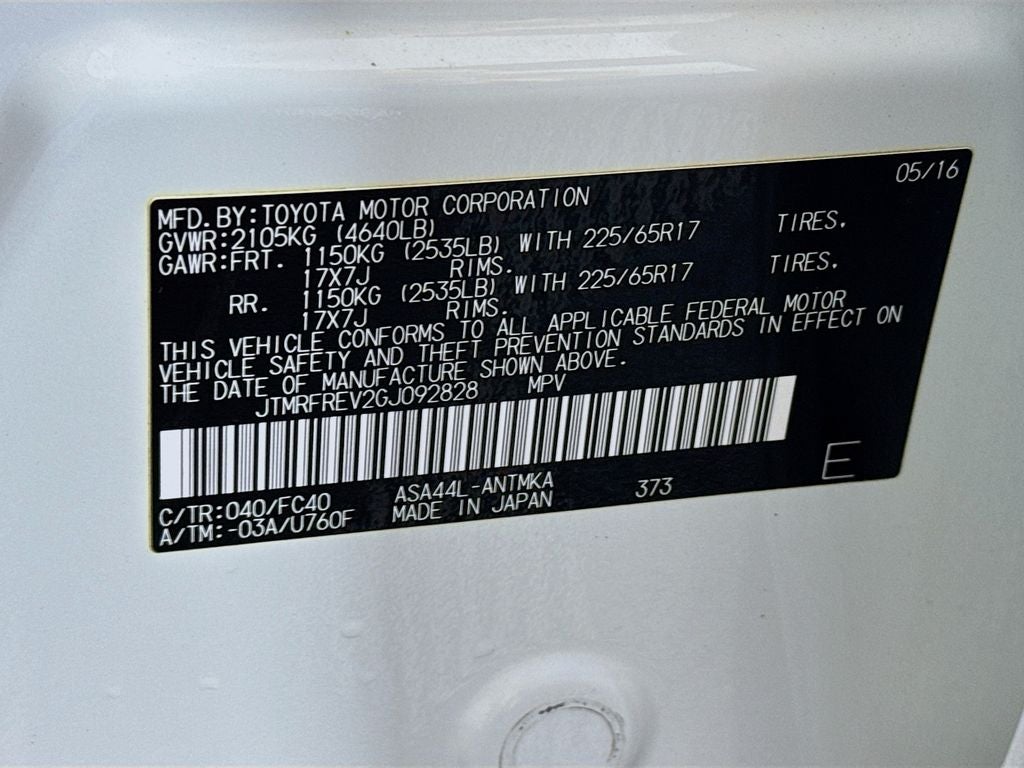 05/16
MFD. BY:TOYOTA MOTOR CORPORATION
GVWR:2105KG (4640LB)
GAWR:FRT. 1150KG (2535LB) WITH 225/65R17 TIRES.
17X7J RIMS.
RR. 1150KG (2535LB) WITH 225/65R17 TIRES.
17X7J RIMS.
THIS VEHICLE CONFORMS TO ALL APPLICABLE FEDERAL MOTOR
VEHICLE SAFETY AND THEFT PREVENTION STANDARDS IN EFFECT ON
THE DATE OF MANUFACTURE SHOWN ABOVE.
JTMRFREV2GJ092828 MPV
C/TR:040/FC40 ASA44L-ANTMKA 373 E
A/TM:-03A/U760F MADE IN JAPAN